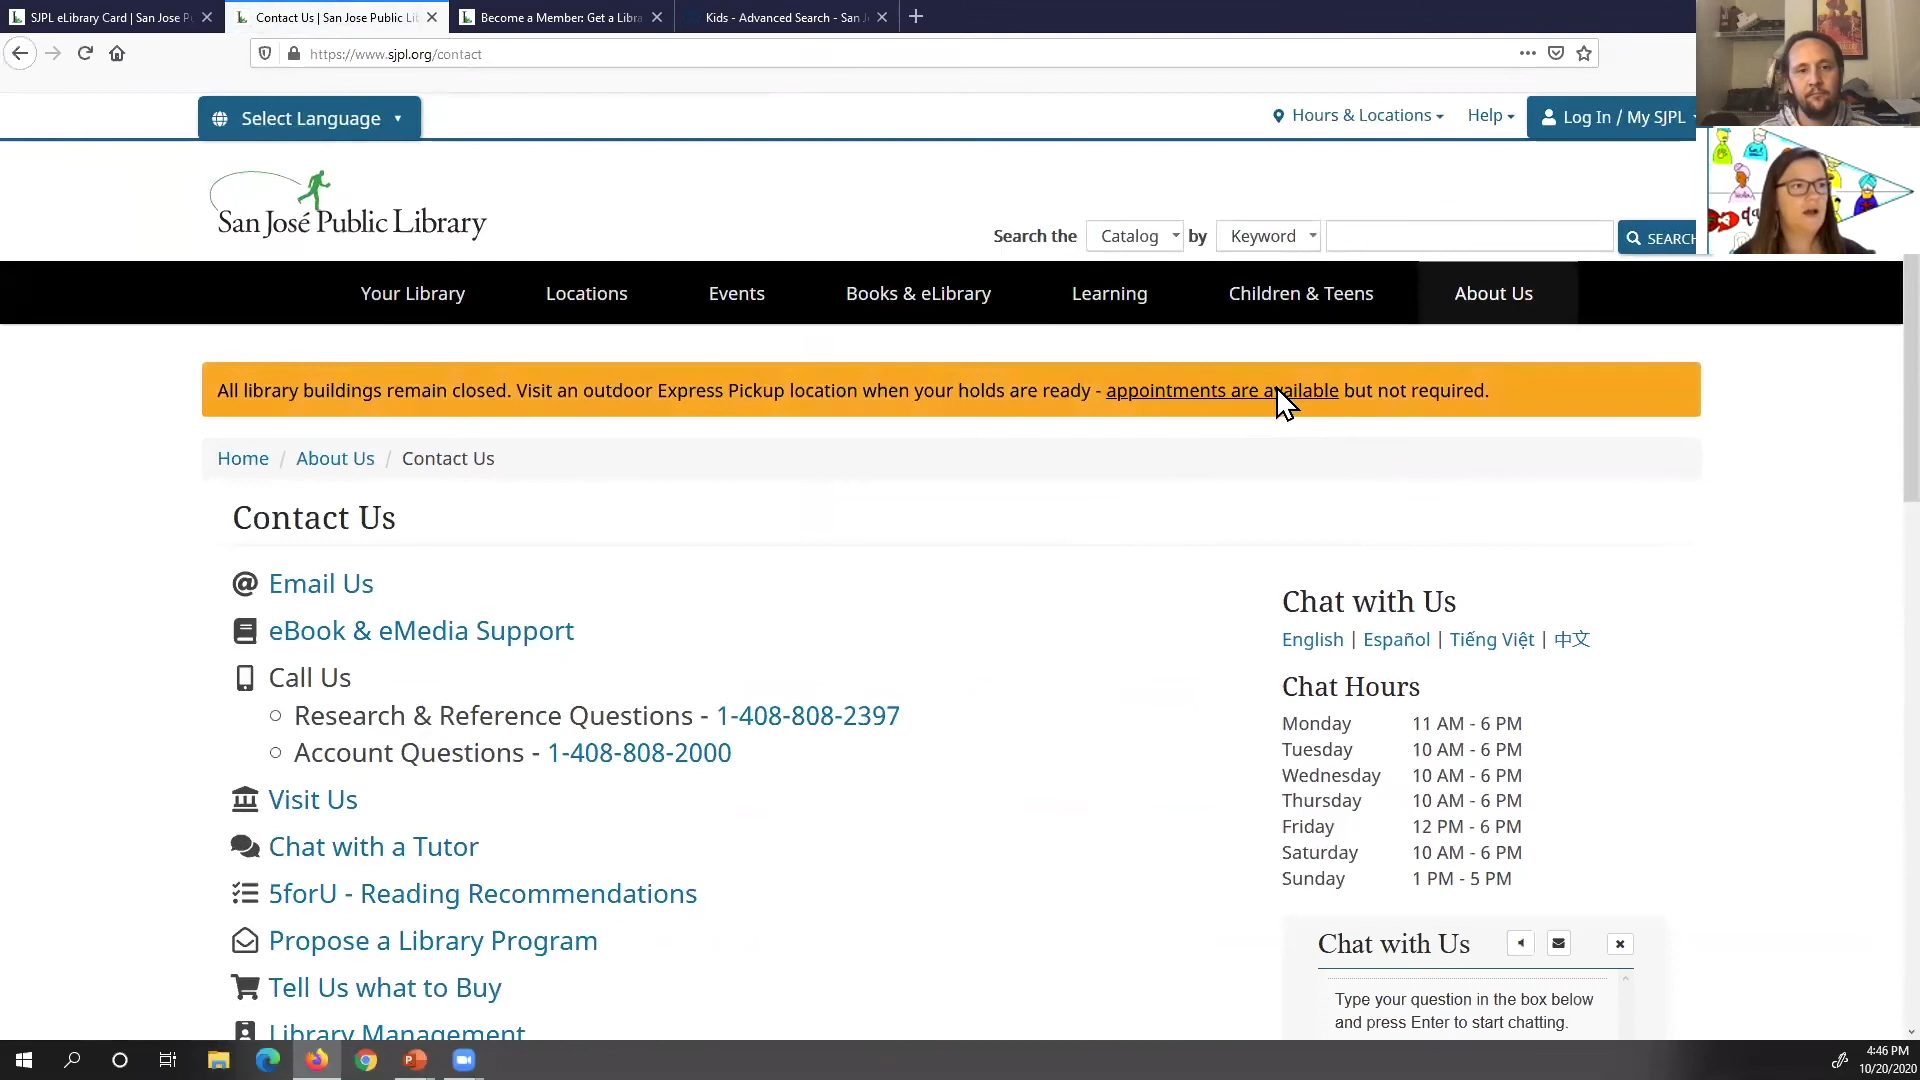 SJPL eLibrary Card | San Jose P
Contact Us | San Jose Public Li
Become a Member: Get a Libra
Kids - Advanced Search - San J
https://www.sjpl.org/contact
Select Language
Hours & Locations
Help
Log In / My SJPL
San José Public Library
Search the
Catalog
by
Keyword
SEARCH
Your Library
Locations
Events
Books & eLibrary
Learning
Children & Teens
About Us
All library buildings remain closed. Visit an outdoor Express Pickup location when your holds are ready - appointments are available but not required.
Home / About Us / Contact Us
Contact Us
Email Us
eBook & eMedia Support
Call Us
Research & Reference Questions - 1-408-808-2397
Account Questions - 1-408-808-2000
Visit Us
Chat with a Tutor
5forU - Reading Recommendations
Propose a Library Program
Tell Us what to Buy
Library Management
Chat with Us
English | Español | Tiếng Việt | 中文
Chat Hours
Monday 11 AM - 6 PM
Tuesday 10 AM - 6 PM
Wednesday 10 AM - 6 PM
Thursday 10 AM - 6 PM
Friday 12 PM - 6 PM
Saturday 10 AM - 6 PM
Sunday 1 PM - 5 PM
Chat with Us
Type your question in the box below
and press Enter to start chatting.
4:46 PM
10/20/2020